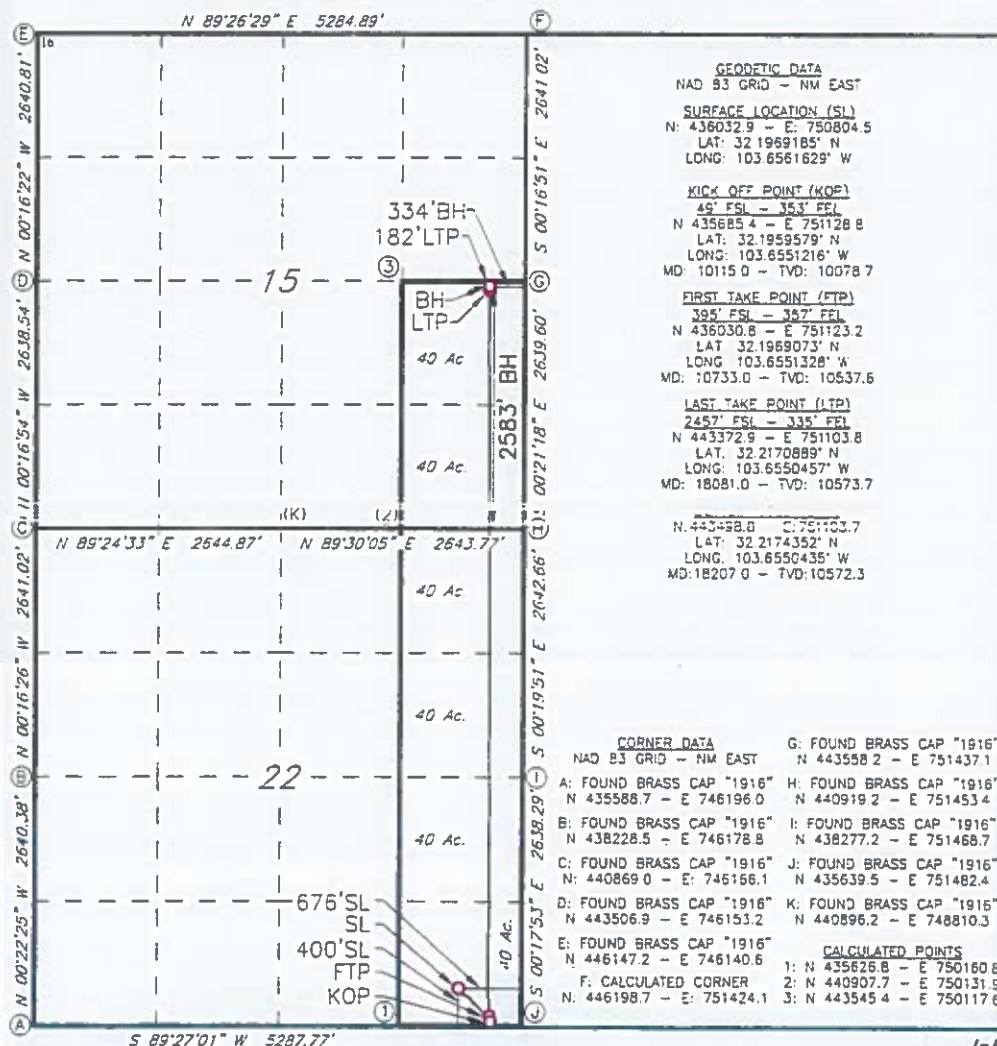 N 89°26'29" E 5284.89'
E
F
16
N 00°16'22" W 2640.81'
S 00°16'51" E 2641.02'
334'BH
182'LTP
D
15
3
G
BH
LTP
40 Ac
2583' BH
N 00°16'54" W 2638.54'
S 00°21'18" E 2639.60'
40 Ac.
(K)
(2)
C
N 89°24'33" E 2644.87'
N 89°30'05" E 2643.77'
40 Ac.
N 00°16'26" W 2641.02'
S 00°19'51" E 2642.66'
40 Ac.
B
22
I
40 Ac.
N 00°22'25" W 2640.38'
S 00°17'53" E 2638.29'
676'SL
SL
400'SL
FTP
KOP
40 Ac.
A
1
J
S 89°27'01" W 5287.77'
GEODETIC DATA
NAD 83 GRID - NM EAST
SURFACE LOCATION (SL)
N: 436032.9 - E: 750804.5
LAT: 32.1969185° N
LONG: 103.6561629° W
KICK OFF POINT (KOP)
49' FSL - 353' FEL
N 435685.4 - E 751128.8
LAT: 32.1959579° N
LONG: 103.6551216° W
MD: 10115.0 - TVD: 10078.7
FIRST TAKE POINT (FTP)
395' FSL - 357' FEL
N 436030.8 - E 751123.2
LAT 32.1969073° N
LONG 103.6551328° W
MD: 10733.0 - TVD: 10537.6
LAST TAKE POINT (LTP)
2457' FSL - 335' FEL
N 443372.9 - E 751103.8
LAT. 32.2170889° N
LONG: 103.6550457° W
MD: 18081.0 - TVD: 10573.7
E: 751103.7
LAT: 32.2174352° N
LONG. 103.6550435° W
MD:18207.0 - TVD:10572.3
CORNER DATA
NAD 83 GRID - NM EAST
A: FOUND BRASS CAP "1916"
N 435588.7 - E 746196.0
B: FOUND BRASS CAP "1916"
N 438228.5 - E 746178.8
C: FOUND BRASS CAP "1916"
N: 440869.0 - E: 746166.1
D: FOUND BRASS CAP "1916"
N 443506.9 - E 746153.2
E: FOUND BRASS CAP "1916"
N 446147.2 - E 746140.6
F: CALCULATED CORNER
N: 446198.7 - E: 751424.1
G: FOUND BRASS CAP "1916"
N 443558.2 - E 751437.1
H: FOUND BRASS CAP "1916"
N 440919.2 - E 751453.4
I: FOUND BRASS CAP "1916"
N 438277.2 - E 751468.7
J: FOUND BRASS CAP "1916"
N 435639.5 - E 751482.4
K: FOUND BRASS CAP "1916"
N 440896.2 - E 748810.3
CALCULATED POINTS
1: N 435626.8 - E 750160.8
2: N 440907.7 - E 750131.9
3: N 443545.4 - E 750117.6